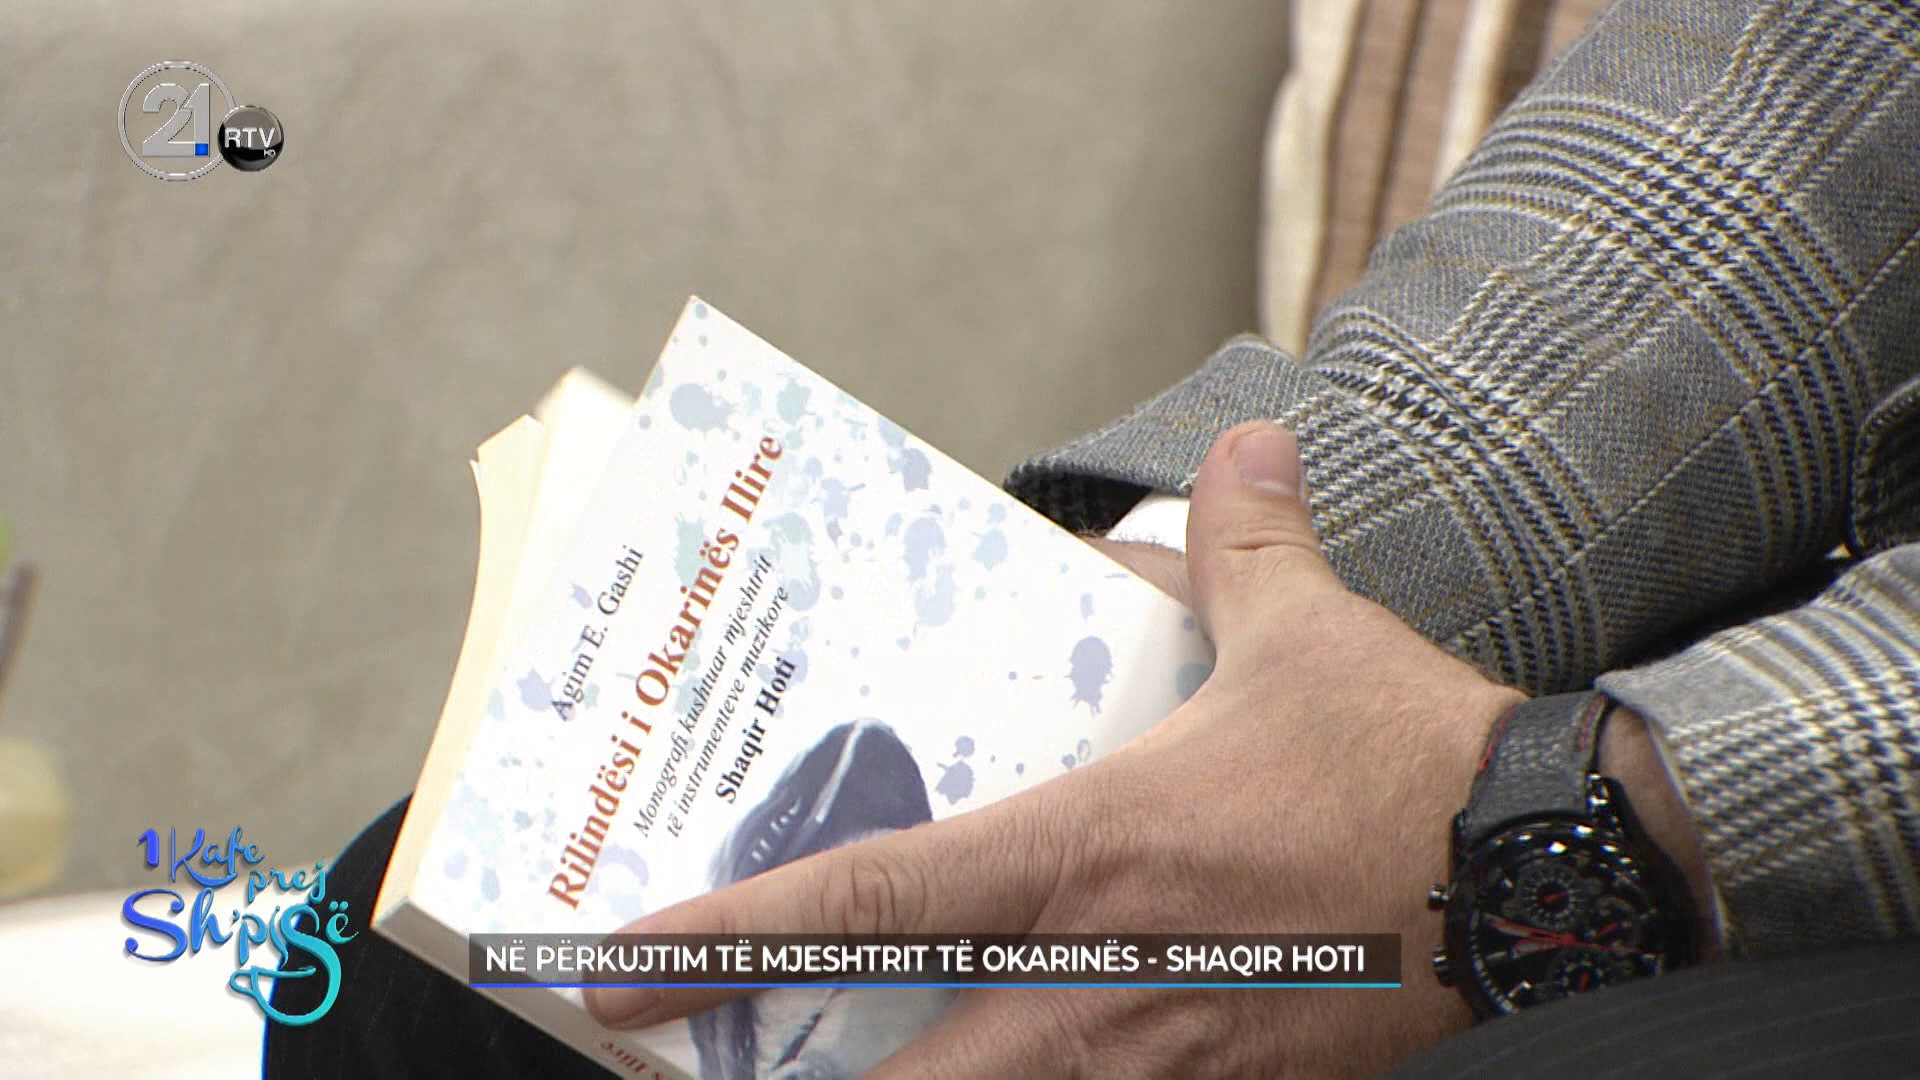 21
RTV
HD
Agim E. Gashi
Rilindësi i Okarinës Ilire
Monografi kushtuar mjeshtrit
të instrumenteve muzikore
Shaqir Hoti
1 Kafe
prej
Sh'pisë
NË PËRKUJTIM TË MJESHTRIT TË OKARINËS - SHAQIR HOTI